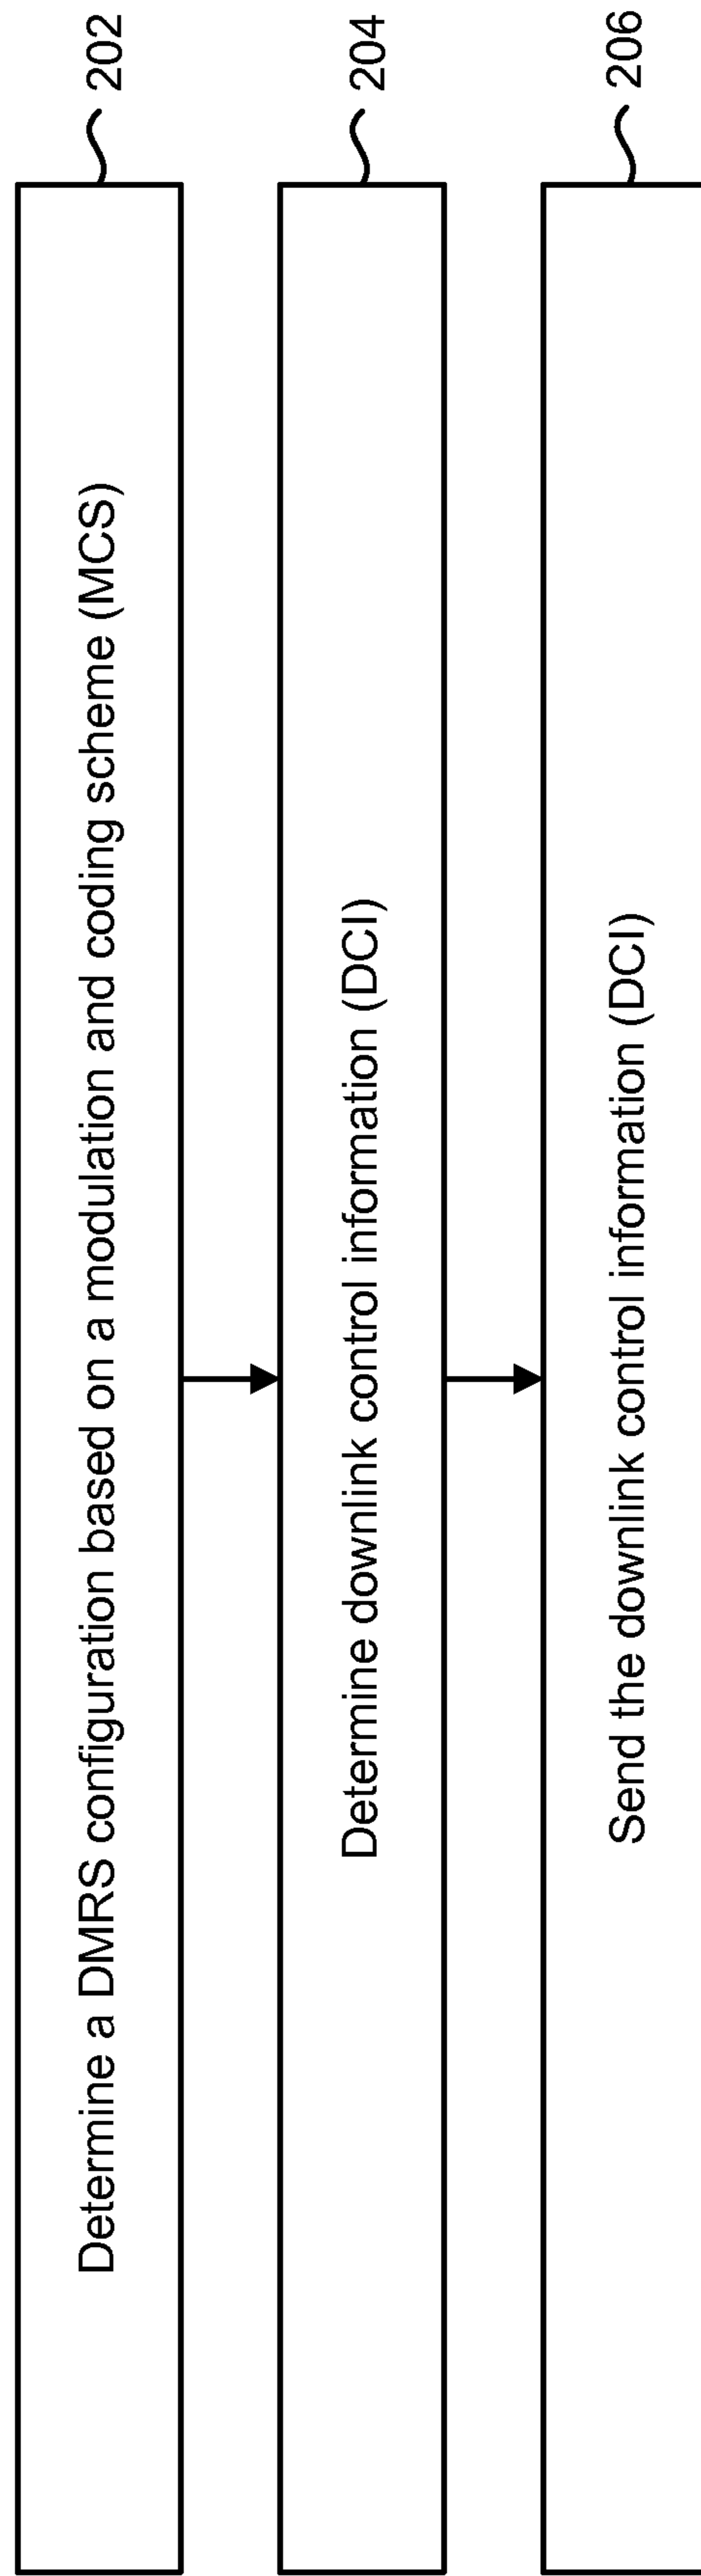 Determine a DMRS configuration based on a modulation and coding scheme (MCS)
202
Determine downlink control information (DCI)
204
Send the downlink control information (DCI)
206